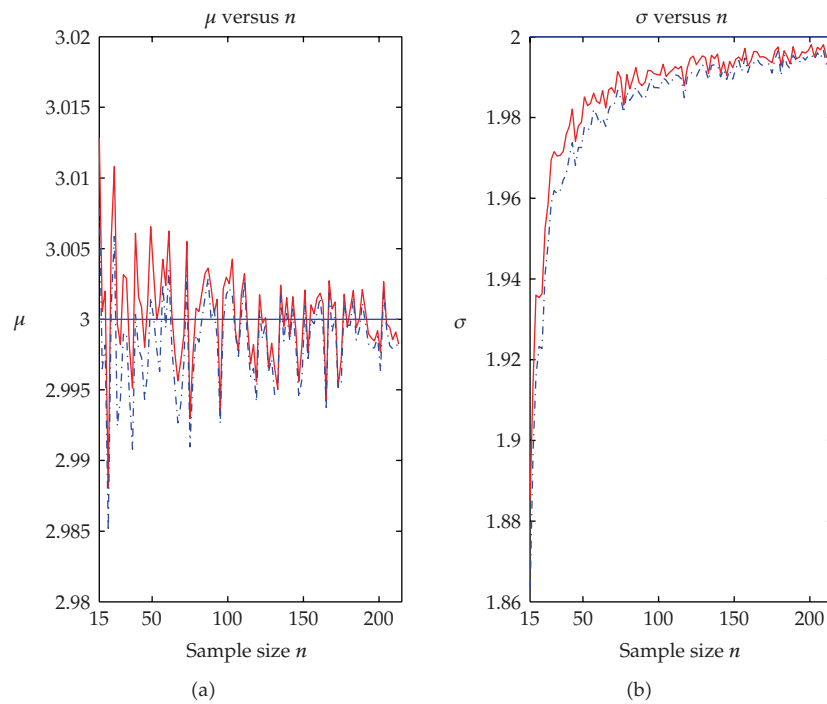 μ versus n
3.02
3.015
3.01
3.005
3
2.995
2.99
2.985
2.98
μ
15 50 100 150 200
Sample size n
(a)
σ versus n
2
1.98
1.96
1.94
1.92
1.9
1.88
1.86
σ
15 50 100 150 200
Sample size n
(b)